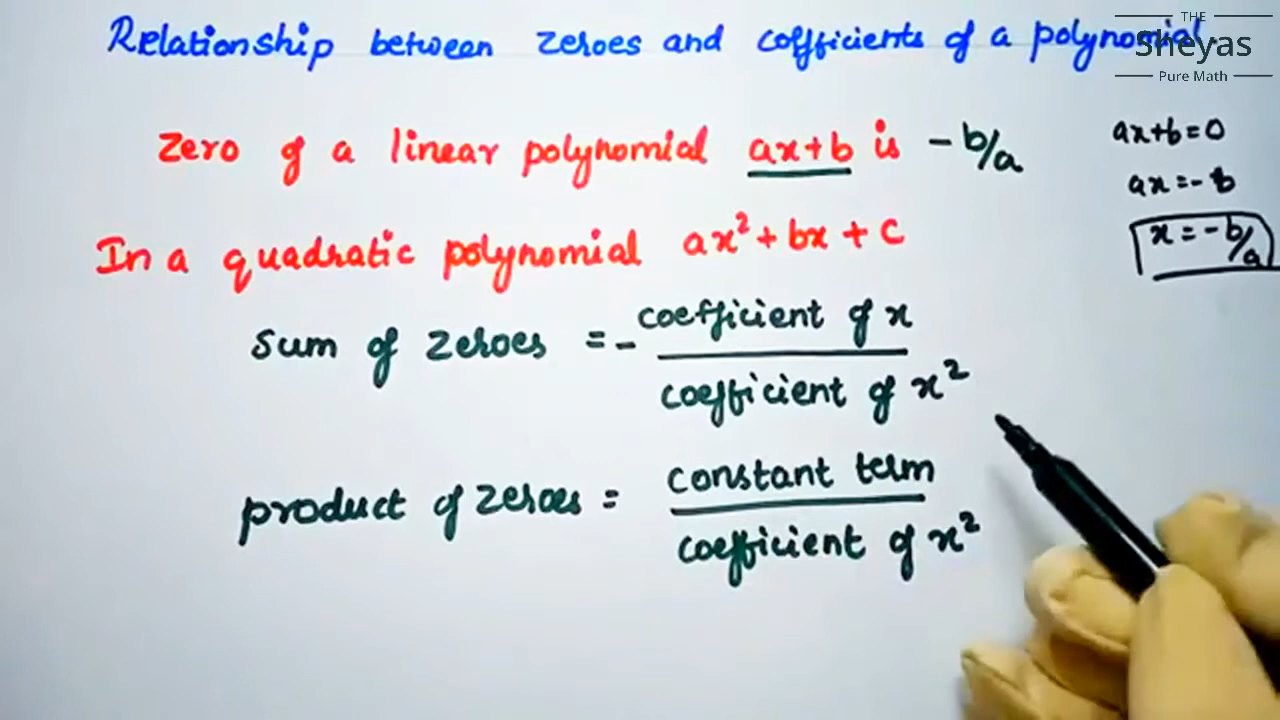 Relationship between zeroes and cofficients of a polynomial.
THE
Sheyas
Pure Math
Zero of a linear polynomial ax+b is -b/a
ax+b=0
ax=-b
x=-b/a
In a quadratic polynomial ax²+bx+c
Sum of zeroes = - coefficient of x
coefficient of x²
product of zeroes = constant term
coefficient of x²